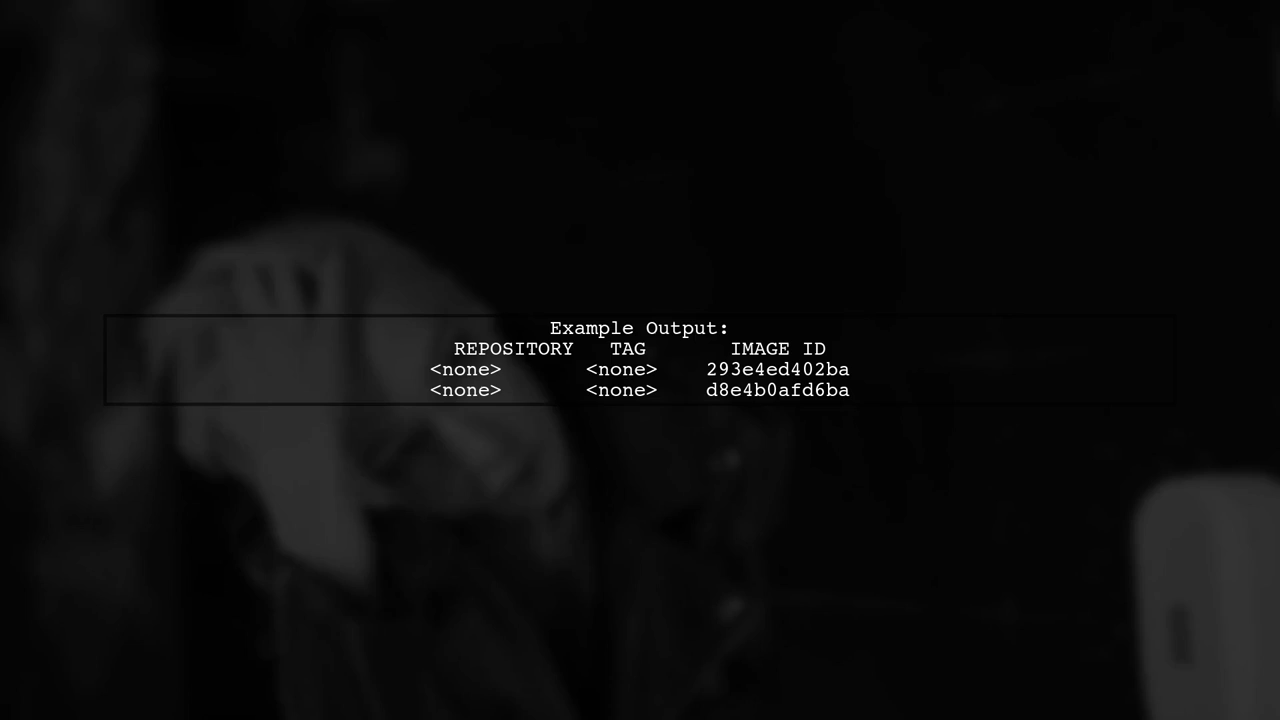 Example Output:
REPOSITORY   TAG       IMAGE ID
<none>       <none>    293e4ed402ba
<none>       <none>    d8e4b0afd6ba